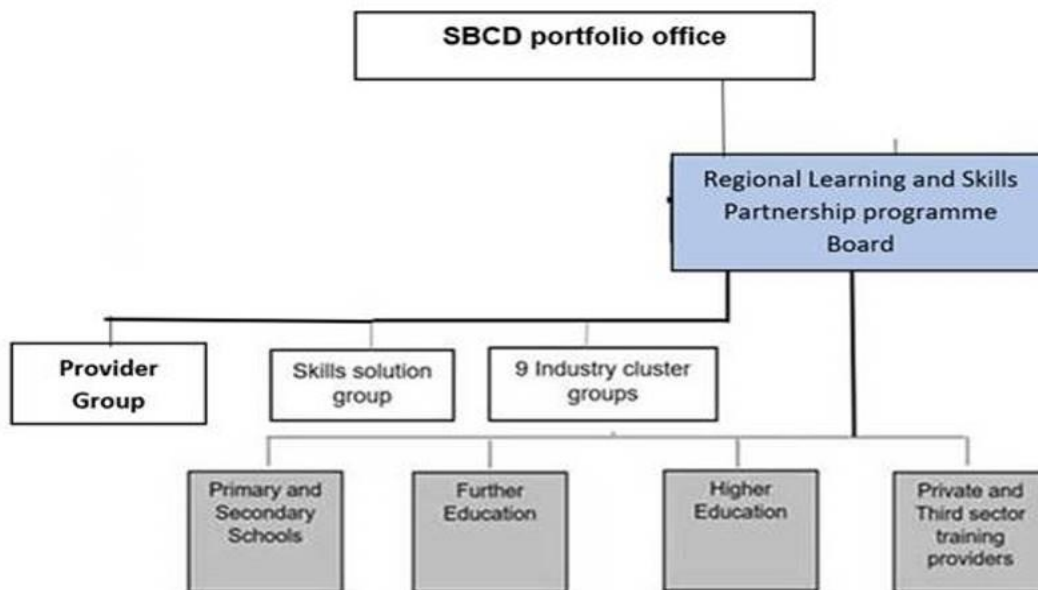 SBCD portfolio office
Regional Learning and Skills
Partnership programme
Board
Provider
Group
Skills solution
group
9 Industry cluster
groups
Primary and
Secondary
Schools
Further
Education
Higher
Education
Private and
Third sector
training
providers